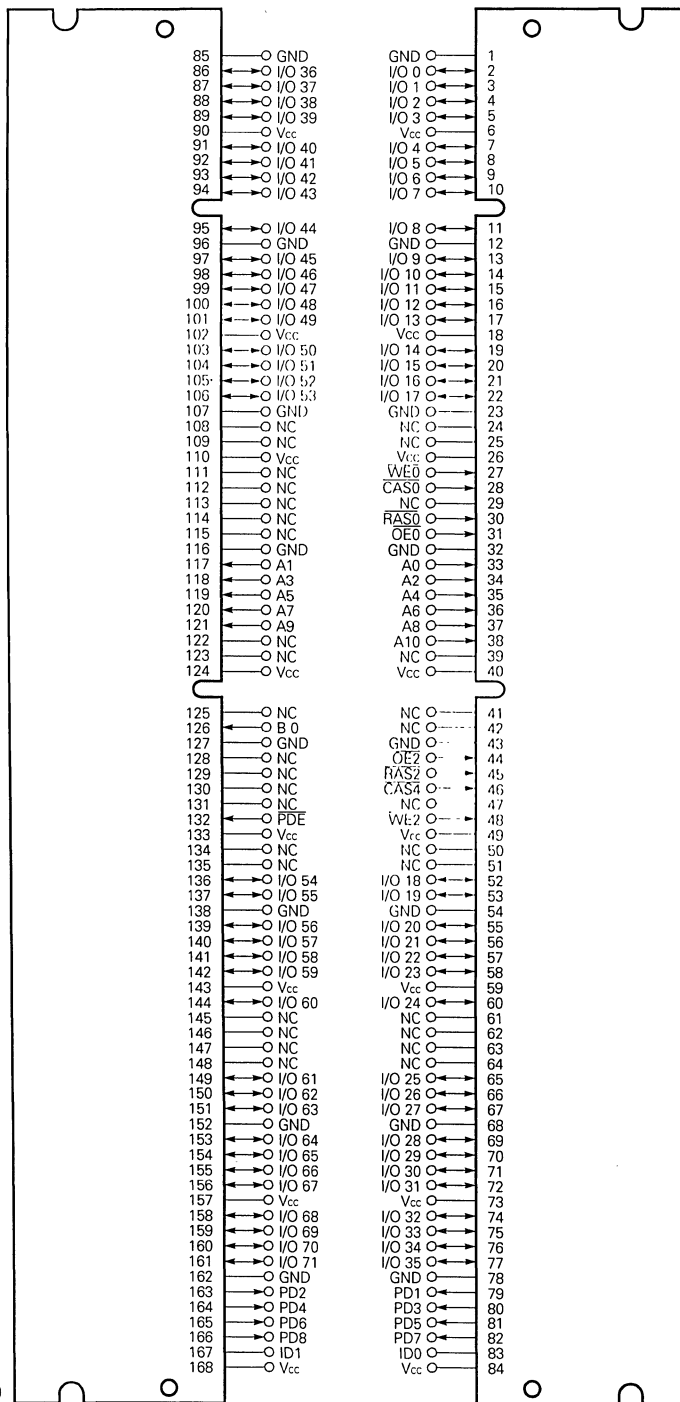 85 GND GND 1
86 I/O 36 I/O 0 2
87 I/O 37 I/O 1 3
88 I/O 38 I/O 2 4
89 I/O 39 I/O 3 5
90 Vcc Vcc 6
91 I/O 40 I/O 4 7
92 I/O 41 I/O 5 8
93 I/O 42 I/O 6 9
94 I/O 43 I/O 7 10
95 I/O 44 I/O 8 11
96 GND GND 12
97 I/O 45 I/O 9 13
98 I/O 46 I/O 10 14
99 I/O 47 I/O 11 15
100 I/O 48 I/O 12 16
101 I/O 49 I/O 13 17
102 Vcc Vcc 18
103 I/O 50 I/O 14 19
104 I/O 51 I/O 15 20
105 I/O 52 I/O 16 21
106 I/O 53 I/O 17 22
107 GND GND 23
108 NC NC 24
109 NC NC 25
110 Vcc Vcc 26
111 NC W̅E̅0̅ 27
112 NC C̅A̅S̅0̅ 28
113 NC NC 29
114 NC R̅A̅S̅0̅ 30
115 NC O̅E̅0̅ 31
116 GND GND 32
117 A1 A0 33
118 A3 A2 34
119 A5 A4 35
120 A7 A6 36
121 A9 A8 37
122 NC A10 38
123 NC NC 39
124 Vcc Vcc 40
125 NC NC 41
126 B 0 NC 42
127 GND GND 43
128 NC O̅E̅2̅ 44
129 NC R̅A̅S̅2̅ 45
130 NC C̅A̅S̅4̅ 46
131 NC NC 47
132 P̅D̅E̅ W̅E̅2̅ 48
133 Vcc Vcc 49
134 NC NC 50
135 NC NC 51
136 I/O 54 I/O 18 52
137 I/O 55 I/O 19 53
138 GND GND 54
139 I/O 56 I/O 20 55
140 I/O 57 I/O 21 56
141 I/O 58 I/O 22 57
142 I/O 59 I/O 23 58
143 Vcc Vcc 59
144 I/O 60 I/O 24 60
145 NC NC 61
146 NC NC 62
147 NC NC 63
148 NC NC 64
149 I/O 61 I/O 25 65
150 I/O 62 I/O 26 66
151 I/O 63 I/O 27 67
152 GND GND 68
153 I/O 64 I/O 28 69
154 I/O 65 I/O 29 70
155 I/O 66 I/O 30 71
156 I/O 67 I/O 31 72
157 Vcc Vcc 73
158 I/O 68 I/O 32 74
159 I/O 69 I/O 33 75
160 I/O 70 I/O 34 76
161 I/O 71 I/O 35 77
162 GND GND 78
163 PD2 PD1 79
164 PD4 PD3 80
165 PD6 PD5 81
166 PD8 PD7 82
167 ID1 ID0 83
168 Vcc Vcc 84